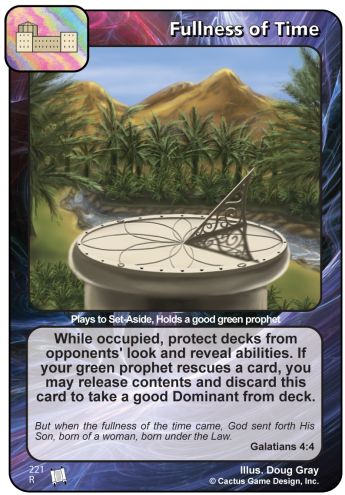 Fullness of Time
Plays to Set-Aside, Holds a good green prophet
While occupied, protect decks from
opponents' look and reveal abilities. If
your green prophet rescues a card, you
may release contents and discard this
card to take a good Dominant from deck.
But when the fullness of the time came, God sent forth His
Son, born of a woman, born under the Law.
Galatians 4:4
221
R
Illus. Doug Gray
© Cactus Game Design, Inc.